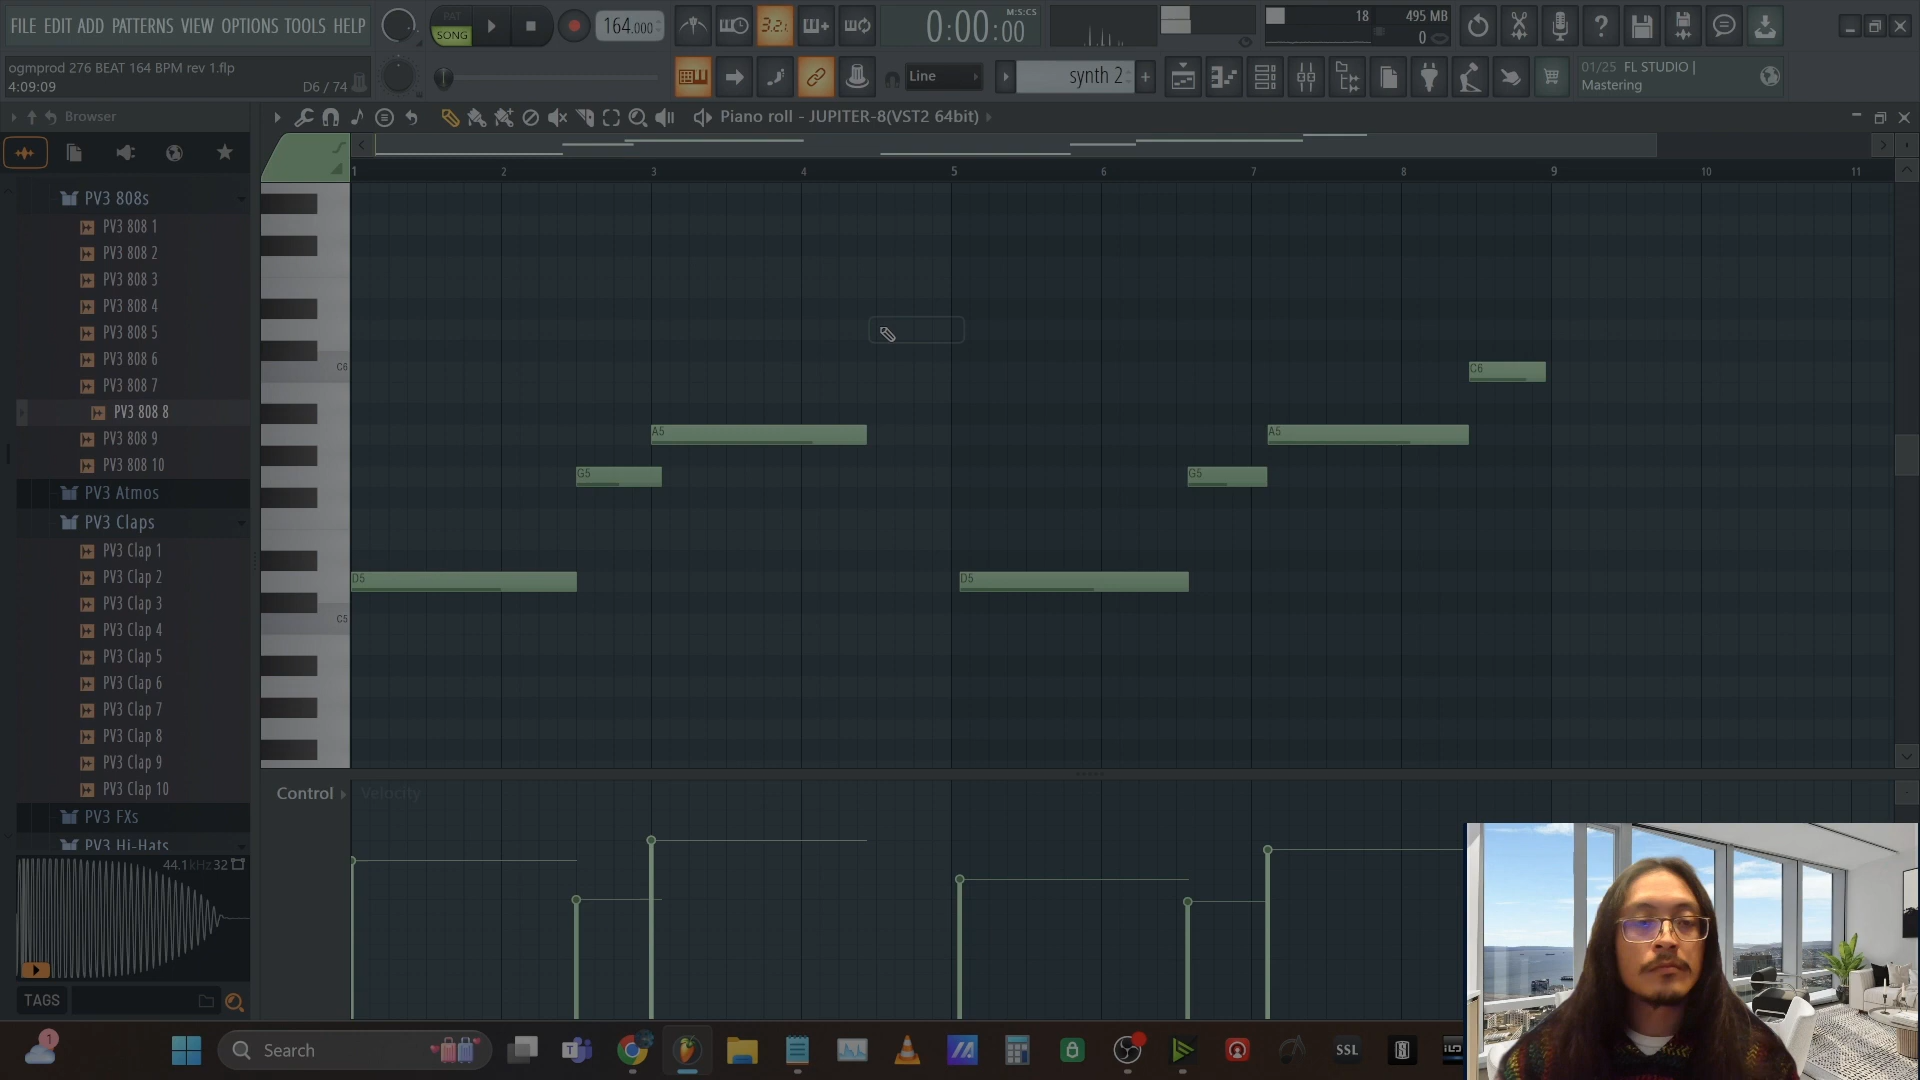 FILE EDIT ADD PATTERNS VIEW OPTIONS TOOLS HELP
PAT
SONG
164.000
3.2.
0:00:00
M:S:CS
18
495 MB
0
ogmprod 276 BEAT 164 BPM rev 1.flp
4:09:09
D6 / 74
Line
synth 2
01/25 FL STUDIO |
Mastering
Browser
Piano roll - JUPITER-8(VST2 64bit)
1 2 3 4 5 6 7 8 9 10 11
PV3 808s
PV3 808 1
PV3 808 2
PV3 808 3
PV3 808 4
PV3 808 5
PV3 808 6
PV3 808 7
PV3 808 8
PV3 808 9
PV3 808 10
PV3 Atmos
PV3 Claps
PV3 Clap 1
PV3 Clap 2
PV3 Clap 3
PV3 Clap 4
PV3 Clap 5
PV3 Clap 6
PV3 Clap 7
PV3 Clap 8
PV3 Clap 9
PV3 Clap 10
PV3 FXs
PV3 Hi-Hats
44.1kHz 32
TAGS
C6
C5
C6
A5
A5
G5
G5
D5
D5
Control
Velocity
1
Search
SSL